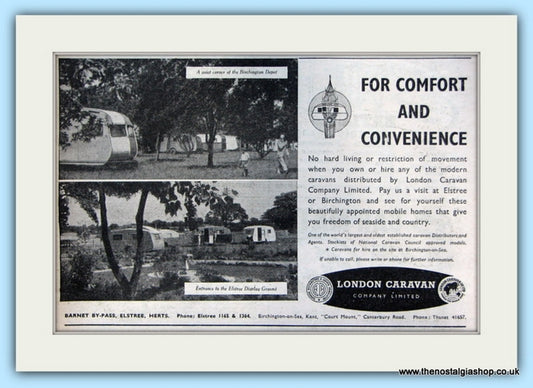 A quiet corner of the Birchington Depot
FOR COMFORT
AND
CONVENIENCE
No hard living or restriction of movement
when you own or hire any of the modern
caravans distributed by London Caravan
Company Limited. Pay us a visit at Elstree
or Birchington and see for yourself these
beautifully appointed mobile homes that give
you freedom of seaside and country.
One of the world's largest and oldest caravan Distributors and
Agents. Stockists of National Caravan Council approved models.
Caravans for hire on the site at Birchington-on-Sea.
If unable to call, please write or phone for further information.
Entrance to the Elstree Display Ground
LONDON CARAVAN
COMPANY LIMITED
BARNET BY-PASS, ELSTREE, HERTS. Phone: Elstree 1165 & 1364. Birchington-on-Sea, Kent, "Court Mount," Canterbury Road. Phone: Thanet 41657.
www.thenostalgiashop.co.uk